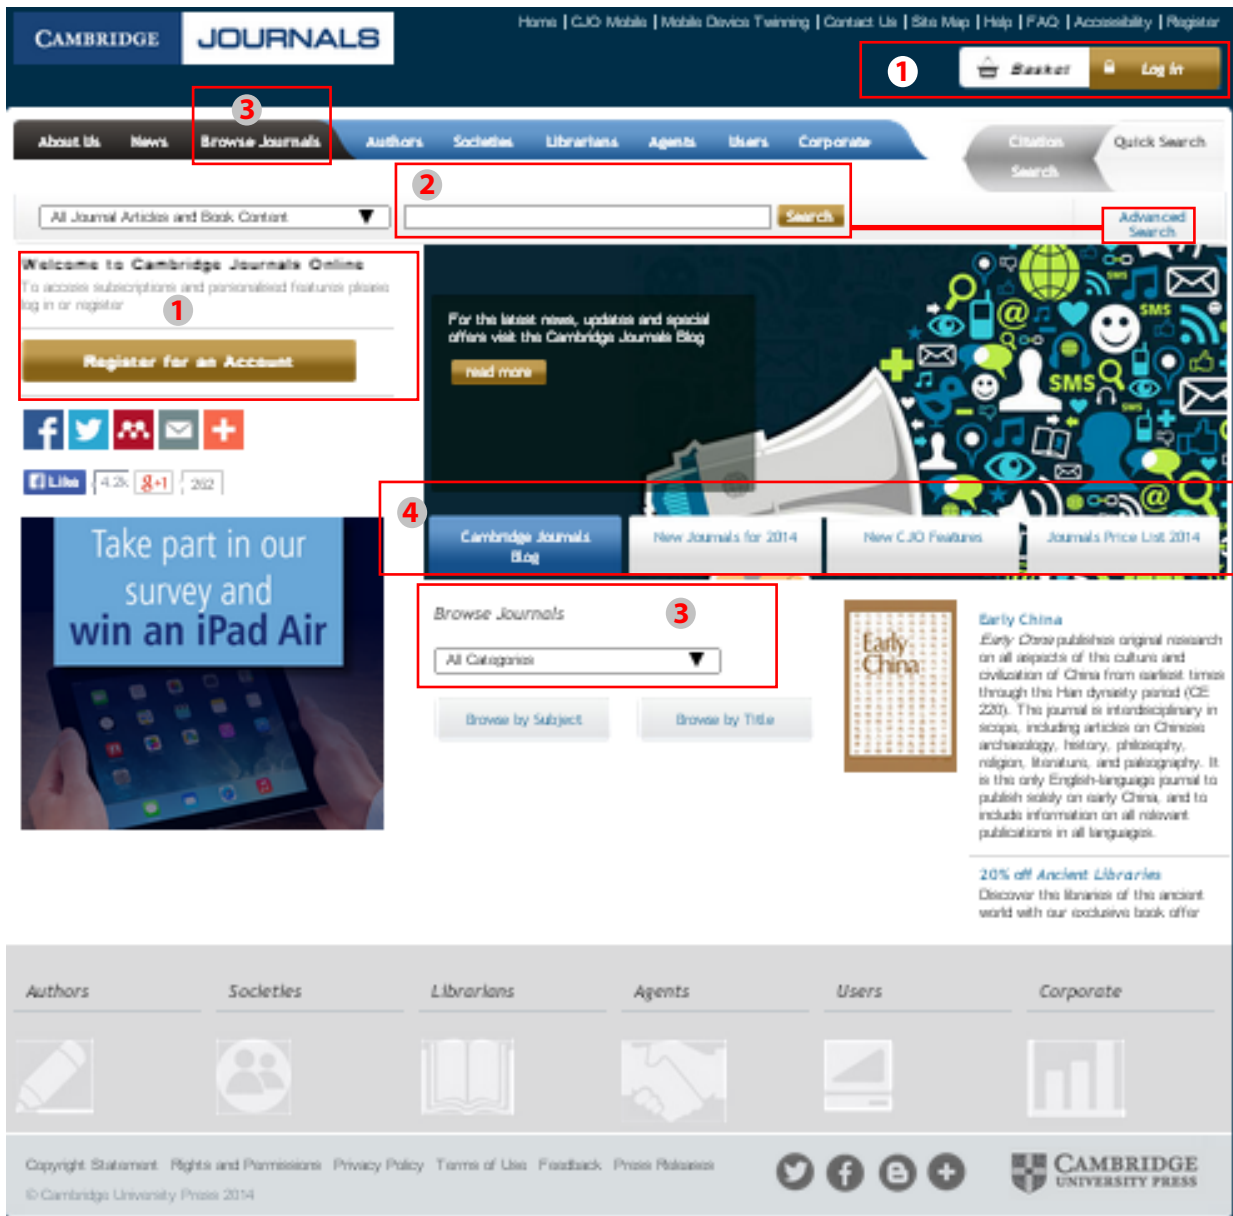 Home | CJO Mobile | Mobile Device Twinning | Contact Us | Site Map | Help | FAQ | Accessibility | Register
CAMBRIDGE JOURNALS
1 Basket Log in
3
About Us News Browse Journals Authors Societies Librarians Agents Users Corporate
Citation Search
Quick Search
2
All Journal Articles and Book Content
Search
Advanced Search
Welcome to Cambridge Journals Online
To access subscriptions and personalised features please
log in or register
1
Register for an Account
For the latest news, updates and special
offers visit the Cambridge Journals Blog
read more
SMS
SMS
SMS
SMS
Like 4.2k g+1 262
4
Cambridge Journals Blog
New Journals for 2014
New CJO Features
Journals Price List 2014
Take part in our
survey and
win an iPad Air
Browse Journals
3
All Categories
Browse by Subject Browse by Title
Early
China
Early China
Early China publishes original research
on all aspects of the culture and
civilization of China from earliest times
through the Han dynasty period (CE
220). The journal is interdisciplinary in
scope, including articles on Chinese
archaeology, history, philosophy,
religion, literature, and paleography. It
is the only English-language journal to
publish solely on early China, and to
include information on all relevant
publications in all languages.
20% off Ancient Libraries
Discover the libraries of the ancient
world with our exclusive book offer
Authors Societies Librarians Agents Users Corporate
Copyright Statement Rights and Permissions Privacy Policy Terms of Use Feedback Press Releases
© Cambridge University Press 2014
CAMBRIDGE
UNIVERSITY PRESS